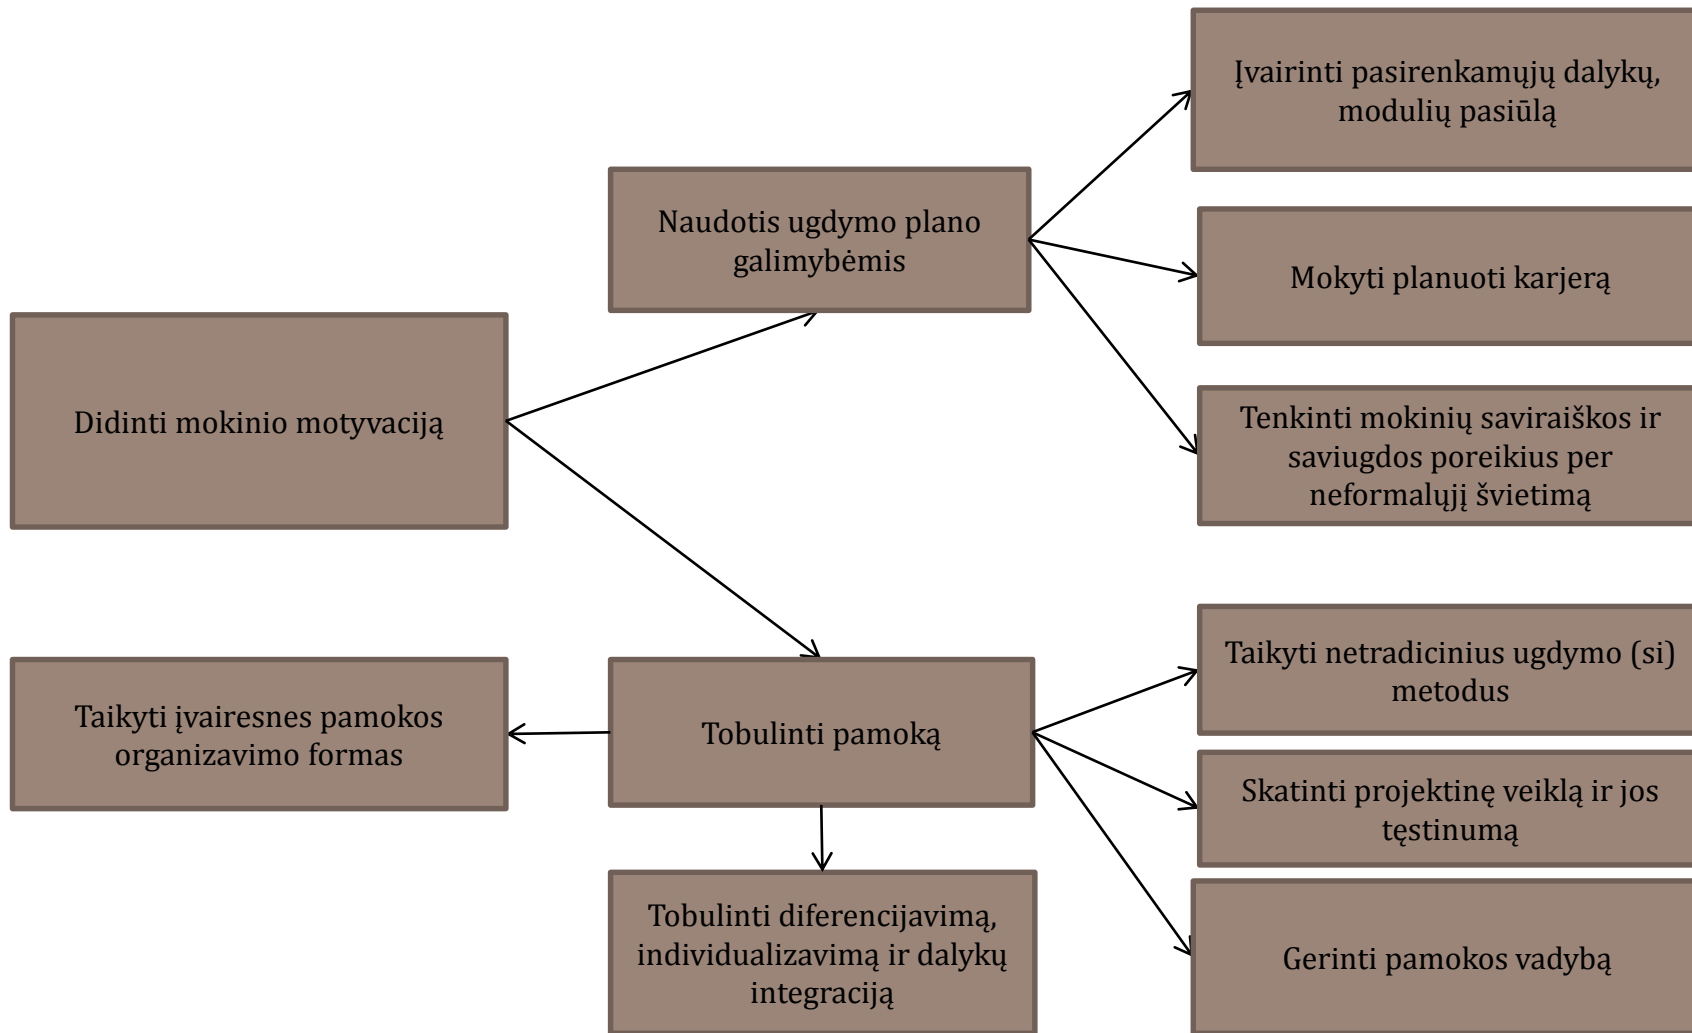 Įvairinti pasirenkamųjų dalykų,
modulių pasiūlą
Naudotis ugdymo plano
galimybėmis
Mokyti planuoti karjerą
Didinti mokinio motyvaciją
Tenkinti mokinių saviraiškos ir
saviugdos poreikius per
neformalųjį švietimą
Taikyti netradicinius ugdymo (si)
metodus
Taikyti įvairesnes pamokos
organizavimo formas
Tobulinti pamoką
Skatinti projektinę veiklą ir jos
tęstinumą
Tobulinti diferencijavimą,
individualizavimą ir dalykų
integraciją
Gerinti pamokos vadybą